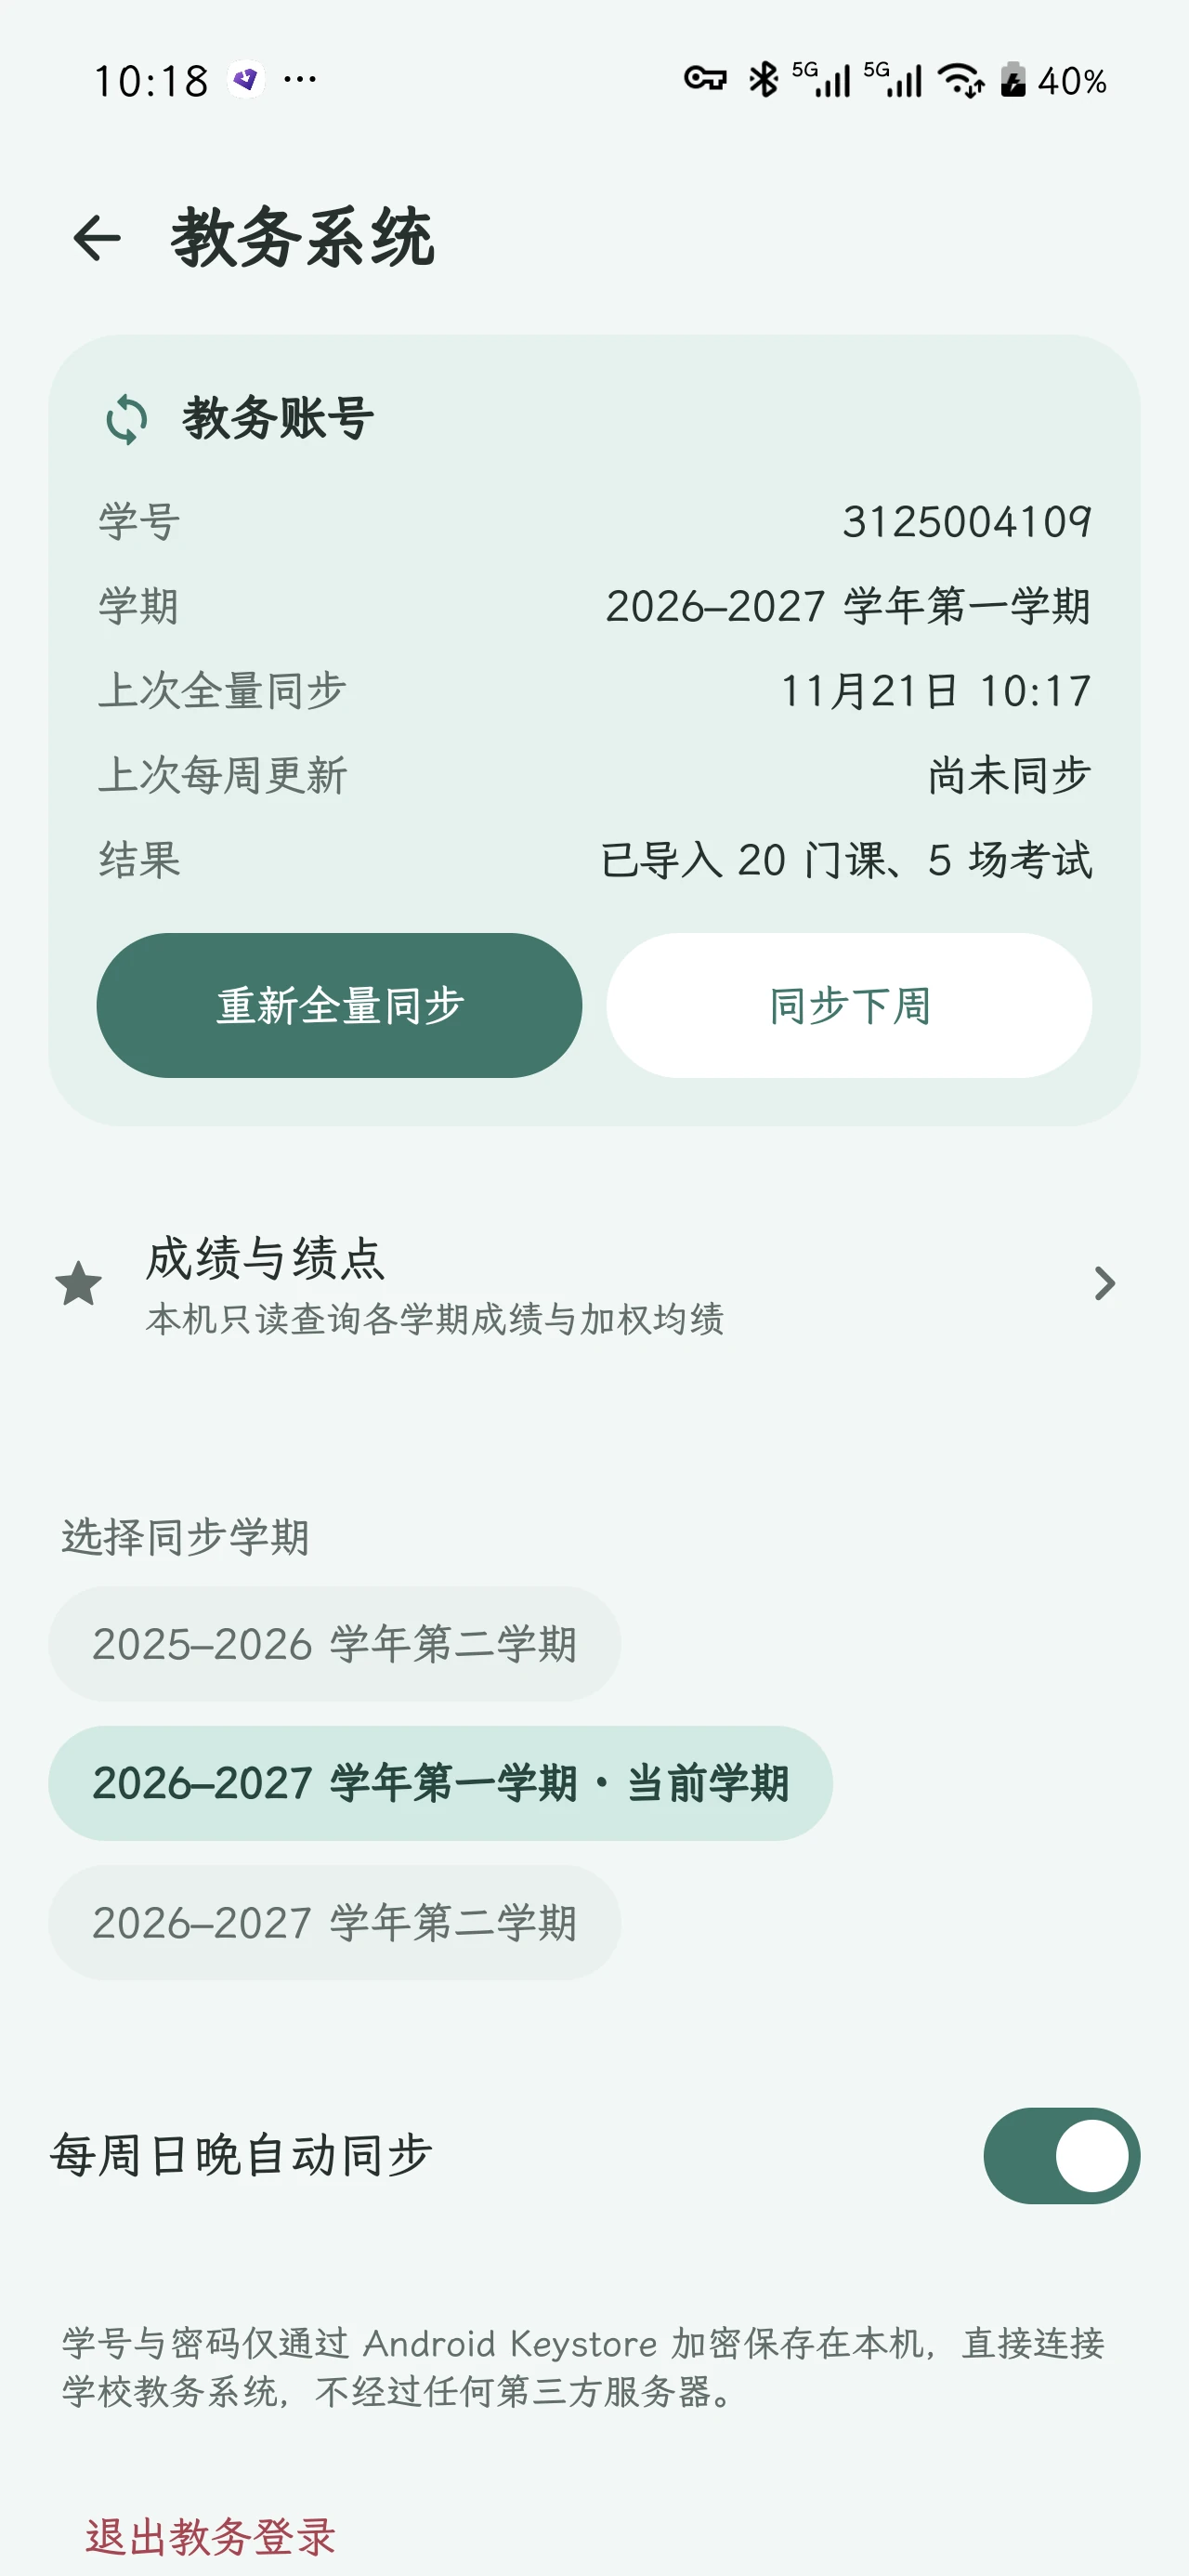 10:18 ... 5G 5G 40%
教务系统
教务账号
学号 3125004109
学期 2026–2027 学年第一学期
上次全量同步 11月21日 10:17
上次每周更新 尚未同步
结果 已导入 20 门课、5 场考试
重新全量同步 同步下周
成绩与绩点
本机只读查询各学期成绩与加权均绩
选择同步学期
2025–2026 学年第二学期
2026–2027 学年第一学期 · 当前学期
2026–2027 学年第二学期
每周日晚自动同步
学号与密码仅通过 Android Keystore 加密保存在本机，直接连接
学校教务系统，不经过任何第三方服务器。
退出教务登录